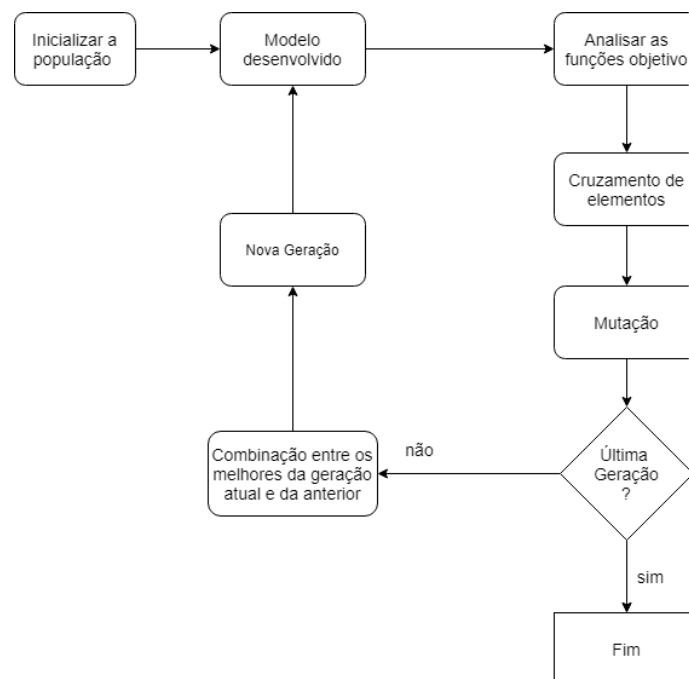 Inicializar a
população
Modelo
desenvolvido
Analisar as
funções objetivo
Cruzamento de
elementos
Nova Geração
Mutação
Combinação entre os
melhores da geração
atual e da anterior
não
Última
Geração
?
sim
Fim